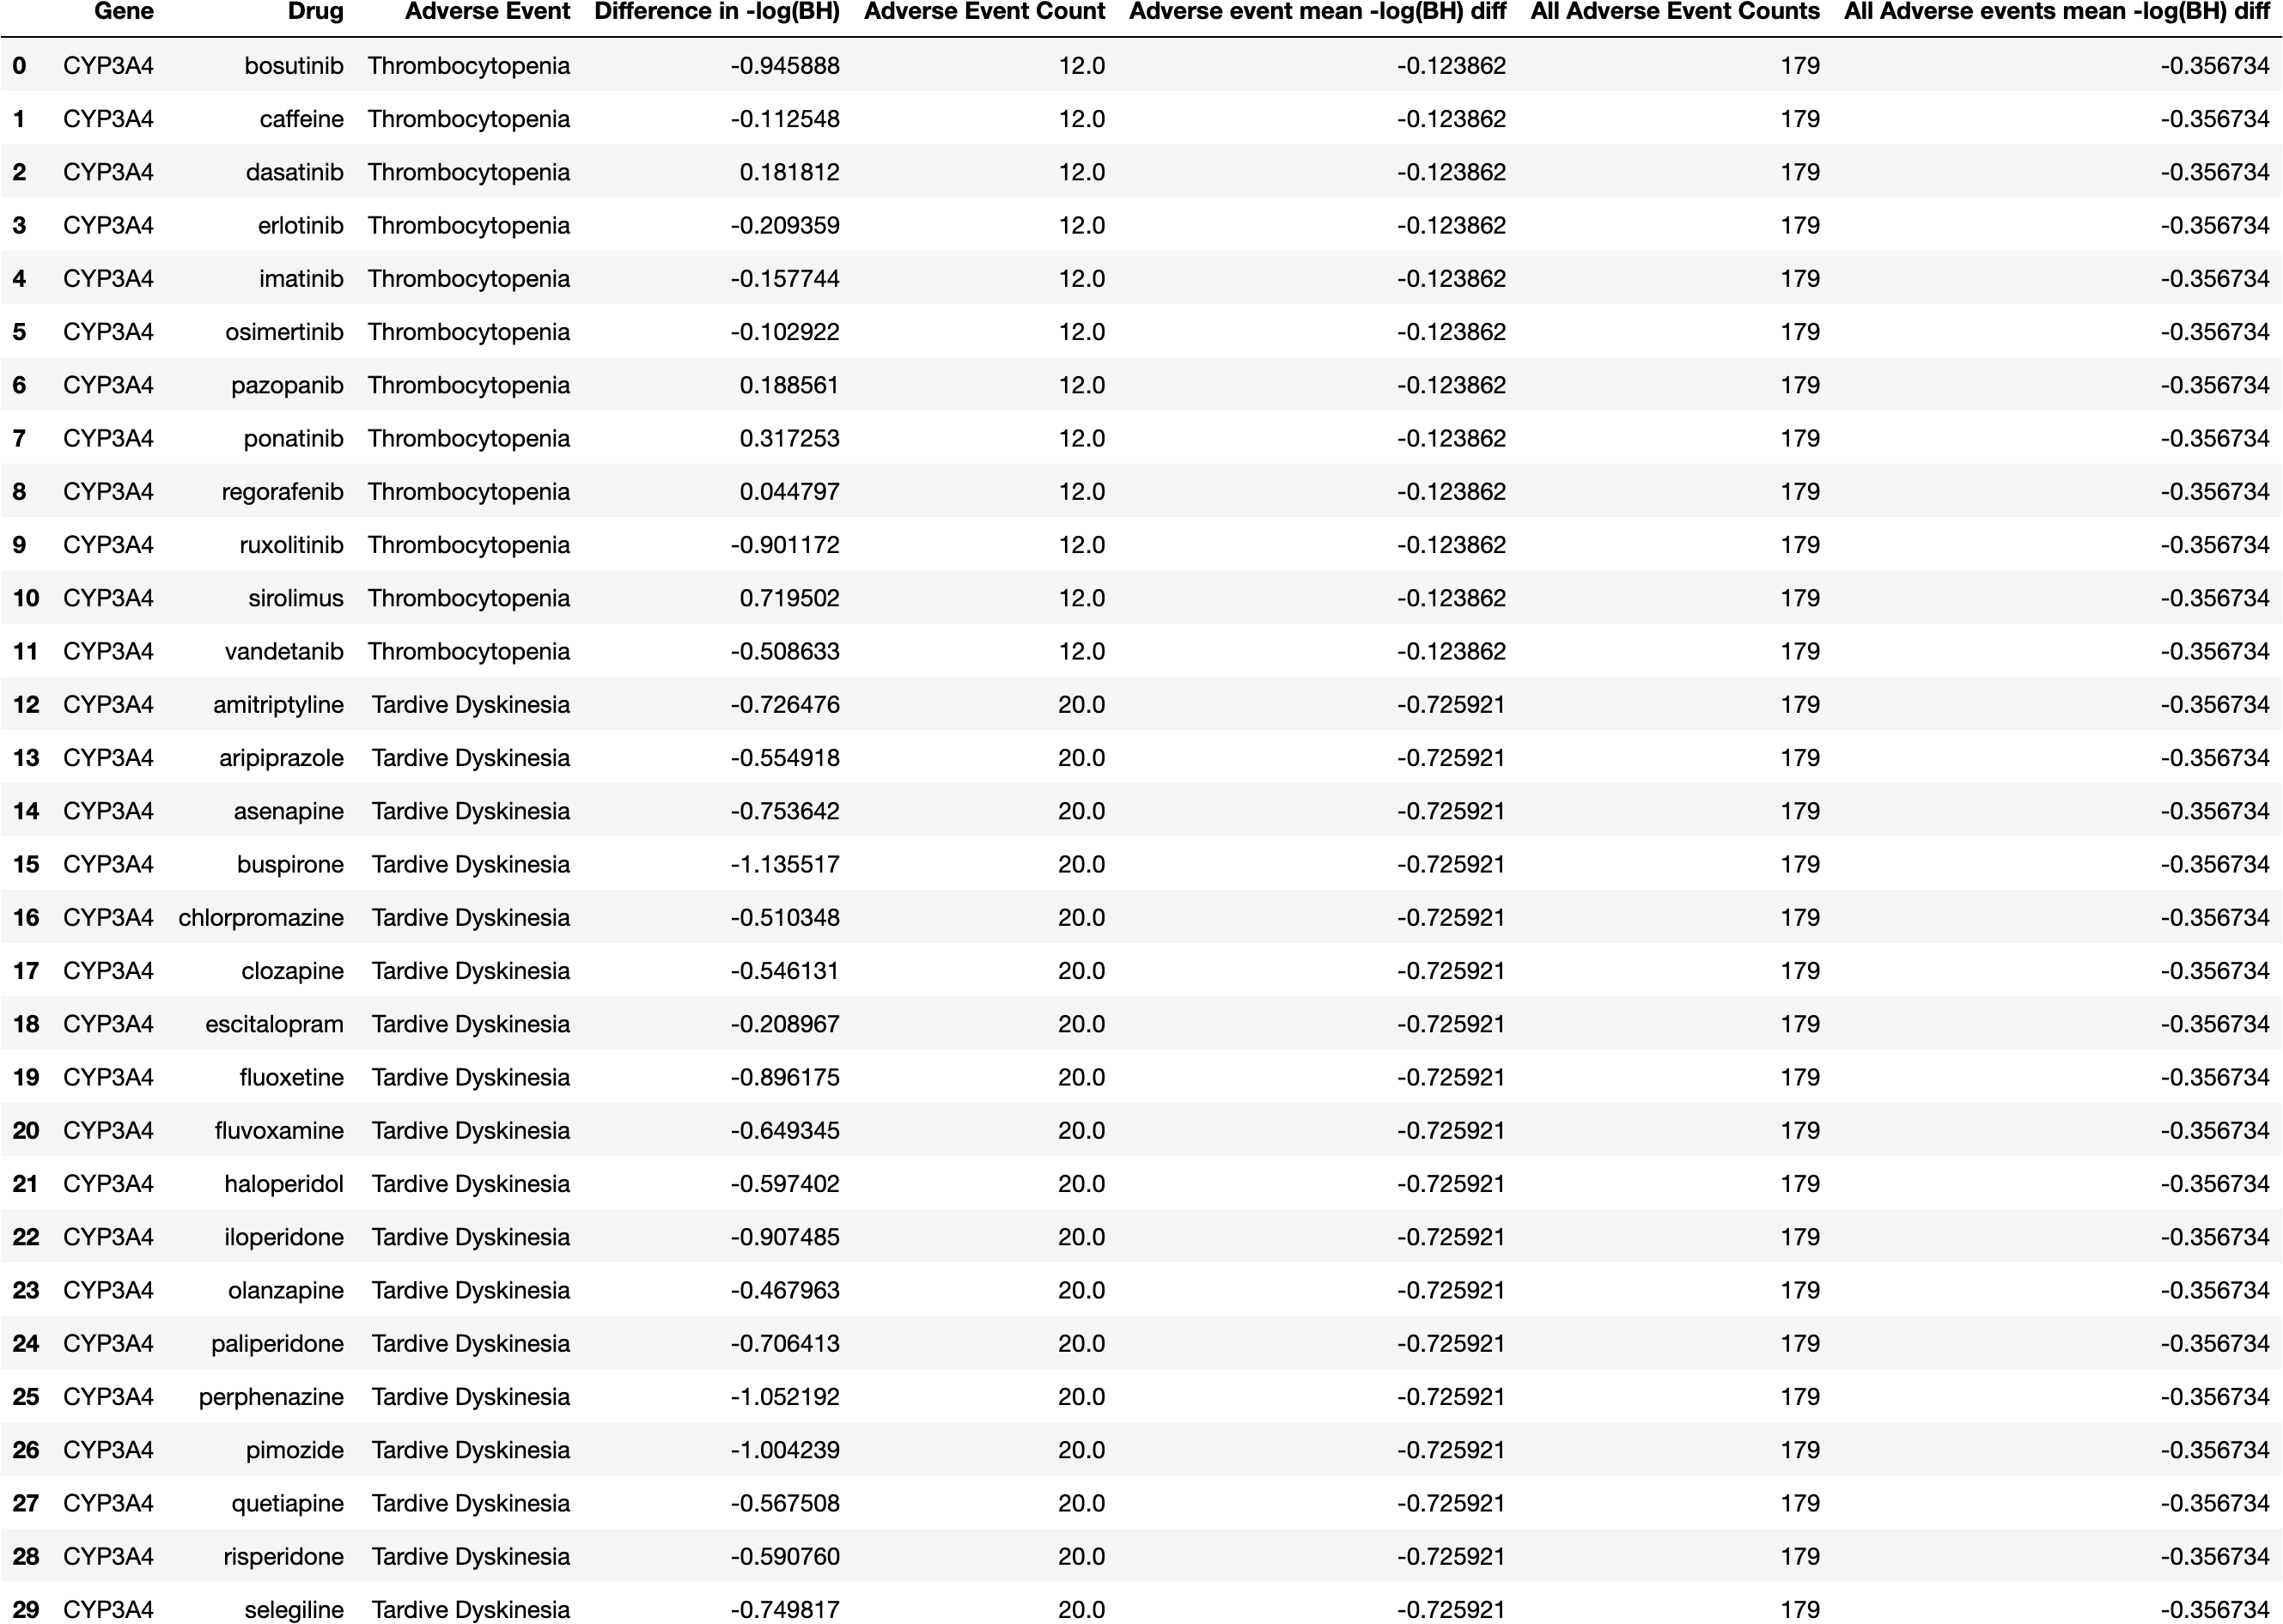 Gene Drug Adverse Event Difference in -log(BH) Adverse Event Count Adverse event mean -log(BH) diff All Adverse Event Counts All Adverse events mean -log(BH) diff
0 CYP3A4 bosutinib Thrombocytopenia -0.945888 12.0 -0.123862 179 -0.356734
1 CYP3A4 caffeine Thrombocytopenia -0.112548 12.0 -0.123862 179 -0.356734
2 CYP3A4 dasatinib Thrombocytopenia 0.181812 12.0 -0.123862 179 -0.356734
3 CYP3A4 erlotinib Thrombocytopenia -0.209359 12.0 -0.123862 179 -0.356734
4 CYP3A4 imatinib Thrombocytopenia -0.157744 12.0 -0.123862 179 -0.356734
5 CYP3A4 osimertinib Thrombocytopenia -0.102922 12.0 -0.123862 179 -0.356734
6 CYP3A4 pazopanib Thrombocytopenia 0.188561 12.0 -0.123862 179 -0.356734
7 CYP3A4 ponatinib Thrombocytopenia 0.317253 12.0 -0.123862 179 -0.356734
8 CYP3A4 regorafenib Thrombocytopenia 0.044797 12.0 -0.123862 179 -0.356734
9 CYP3A4 ruxolitinib Thrombocytopenia -0.901172 12.0 -0.123862 179 -0.356734
10 CYP3A4 sirolimus Thrombocytopenia 0.719502 12.0 -0.123862 179 -0.356734
11 CYP3A4 vandetanib Thrombocytopenia -0.508633 12.0 -0.123862 179 -0.356734
12 CYP3A4 amitriptyline Tardive Dyskinesia -0.726476 20.0 -0.725921 179 -0.356734
13 CYP3A4 aripiprazole Tardive Dyskinesia -0.554918 20.0 -0.725921 179 -0.356734
14 CYP3A4 asenapine Tardive Dyskinesia -0.753642 20.0 -0.725921 179 -0.356734
15 CYP3A4 buspirone Tardive Dyskinesia -1.135517 20.0 -0.725921 179 -0.356734
16 CYP3A4 chlorpromazine Tardive Dyskinesia -0.510348 20.0 -0.725921 179 -0.356734
17 CYP3A4 clozapine Tardive Dyskinesia -0.546131 20.0 -0.725921 179 -0.356734
18 CYP3A4 escitalopram Tardive Dyskinesia -0.208967 20.0 -0.725921 179 -0.356734
19 CYP3A4 fluoxetine Tardive Dyskinesia -0.896175 20.0 -0.725921 179 -0.356734
20 CYP3A4 fluvoxamine Tardive Dyskinesia -0.649345 20.0 -0.725921 179 -0.356734
21 CYP3A4 haloperidol Tardive Dyskinesia -0.597402 20.0 -0.725921 179 -0.356734
22 CYP3A4 iloperidone Tardive Dyskinesia -0.907485 20.0 -0.725921 179 -0.356734
23 CYP3A4 olanzapine Tardive Dyskinesia -0.467963 20.0 -0.725921 179 -0.356734
24 CYP3A4 paliperidone Tardive Dyskinesia -0.706413 20.0 -0.725921 179 -0.356734
25 CYP3A4 perphenazine Tardive Dyskinesia -1.052192 20.0 -0.725921 179 -0.356734
26 CYP3A4 pimozide Tardive Dyskinesia -1.004239 20.0 -0.725921 179 -0.356734
27 CYP3A4 quetiapine Tardive Dyskinesia -0.567508 20.0 -0.725921 179 -0.356734
28 CYP3A4 risperidone Tardive Dyskinesia -0.590760 20.0 -0.725921 179 -0.356734
29 CYP3A4 selegiline Tardive Dyskinesia -0.749817 20.0 -0.725921 179 -0.356734